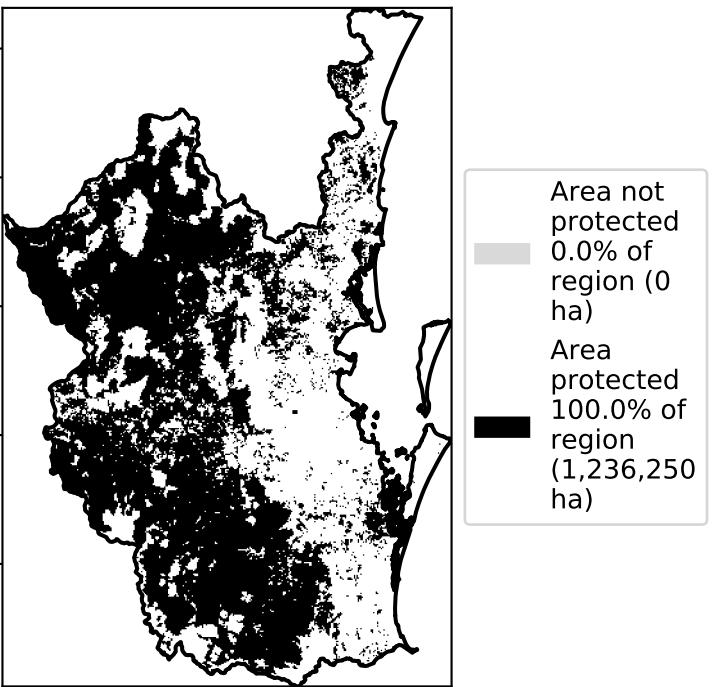 Area not
protected
0.0% of
region (0
ha)
Area
protected
100.0% of
region
(1,236,250
ha)